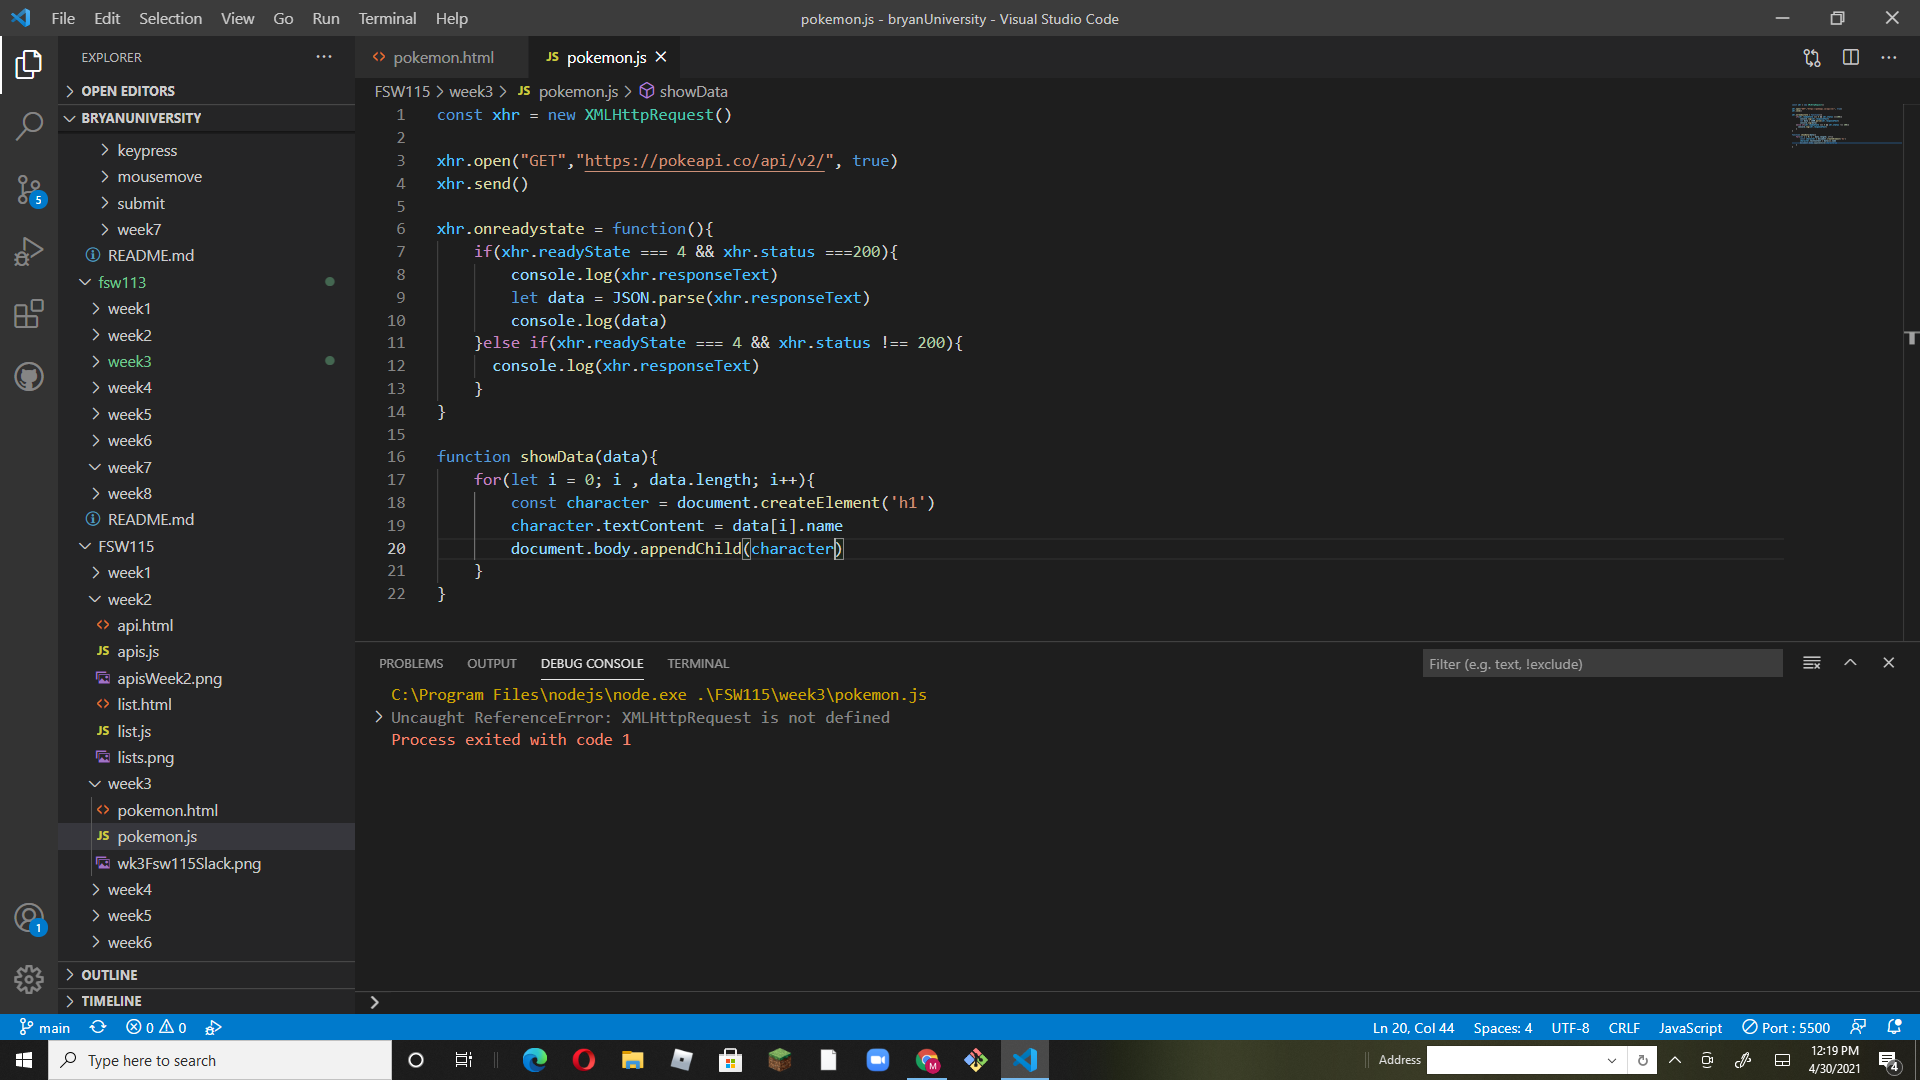 File Edit Selection View Go Run Terminal Help
pokemon.js - bryanUniversity - Visual Studio Code
EXPLORER
OPEN EDITORS
BRYANUNIVERSITY
keypress
mousemove
submit
week7
README.md
fsw113
week1
week2
week3
week4
week5
week6
week7
week8
README.md
FSW115
week1
week2
api.html
JS apis.js
apisWeek2.png
list.html
JS list.js
lists.png
week3
pokemon.html
JS pokemon.js
wk3Fsw115Slack.png
week4
week5
week6
OUTLINE
TIMELINE
5
1
pokemon.html
JS pokemon.js
FSW115 > week3 > JS pokemon.js > showData
1 const xhr = new XMLHttpRequest()
2
3 xhr.open("GET","https://pokeapi.co/api/v2/", true)
4 xhr.send()
5
6 xhr.onreadystate = function(){
7 if(xhr.readyState === 4 && xhr.status ===200){
8 console.log(xhr.responseText)
9 let data = JSON.parse(xhr.responseText)
10 console.log(data)
11 }else if(xhr.readyState === 4 && xhr.status !== 200){
12 console.log(xhr.responseText)
13 }
14 }
15
16 function showData(data){
17 for(let i = 0; i , data.length; i++){
18 const character = document.createElement('h1')
19 character.textContent = data[i].name
20 document.body.appendChild(character)
21 }
22 }
PROBLEMS OUTPUT DEBUG CONSOLE TERMINAL
Filter (e.g. text, !exclude)
C:\Program Files\nodejs\node.exe .\FSW115\week3\pokemon.js
Uncaught ReferenceError: XMLHttpRequest is not defined
Process exited with code 1
main 0 0
Ln 20, Col 44 Spaces: 4 UTF-8 CRLF JavaScript Port : 5500
Type here to search
M
Address
12:19 PM
4/30/2021
4